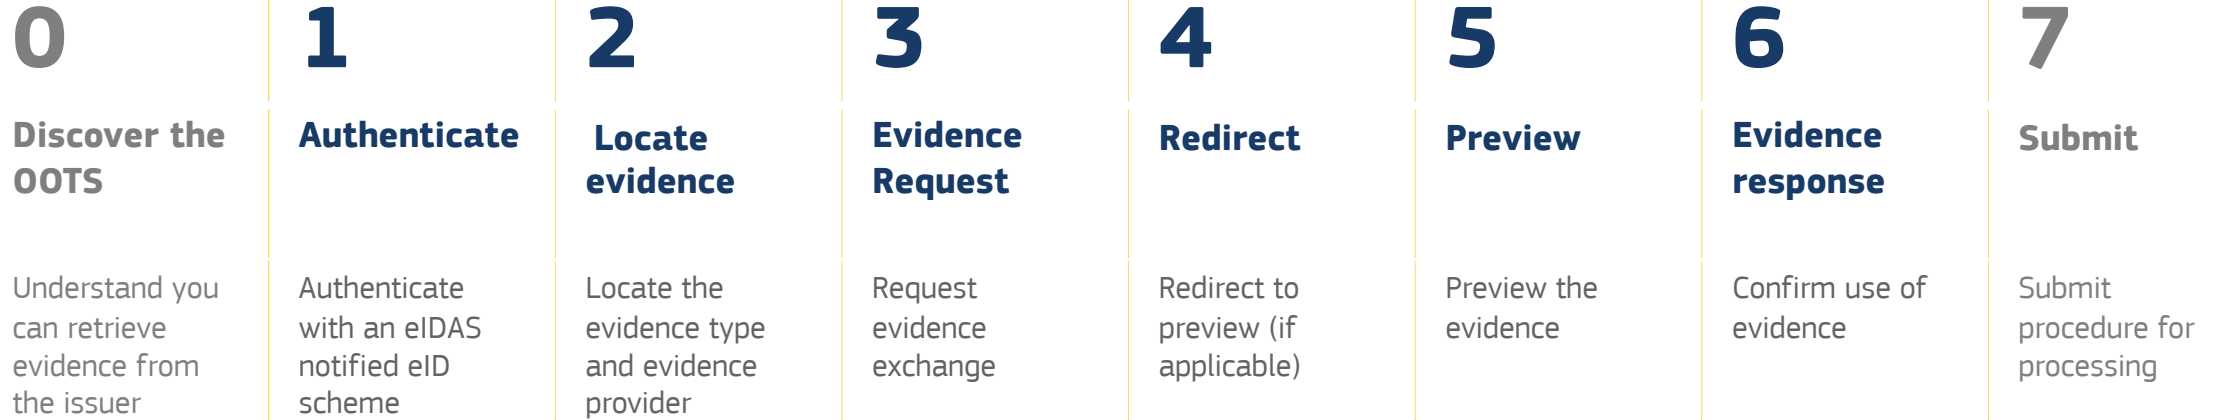 0
Discover the
OOTS
Understand you
can retrieve
evidence from
the issuer
1
Authenticate
Authenticate
with an eIDAS
notified eID
scheme
2
Locate
evidence
Locate the
evidence type
and evidence
provider
3
Evidence
Request
Request
evidence
exchange
4
Redirect
Redirect to
preview (if
applicable)
5
Preview
Preview the
evidence
6
Evidence
response
Confirm use of
evidence
7
Submit
Submit
procedure for
processing